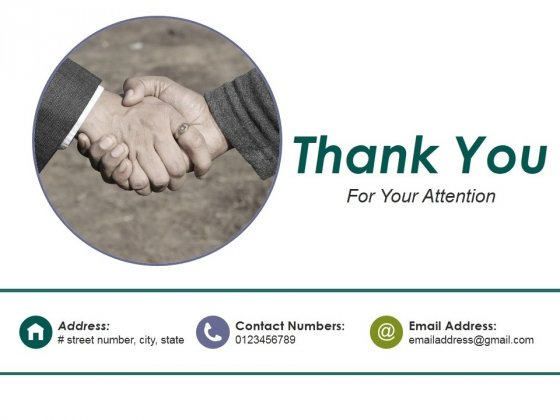 Thank You
For Your Attention
Address:
# street number, city, state
Contact Numbers:
0123456789
Email Address:
@
emailaddress@gmail.com